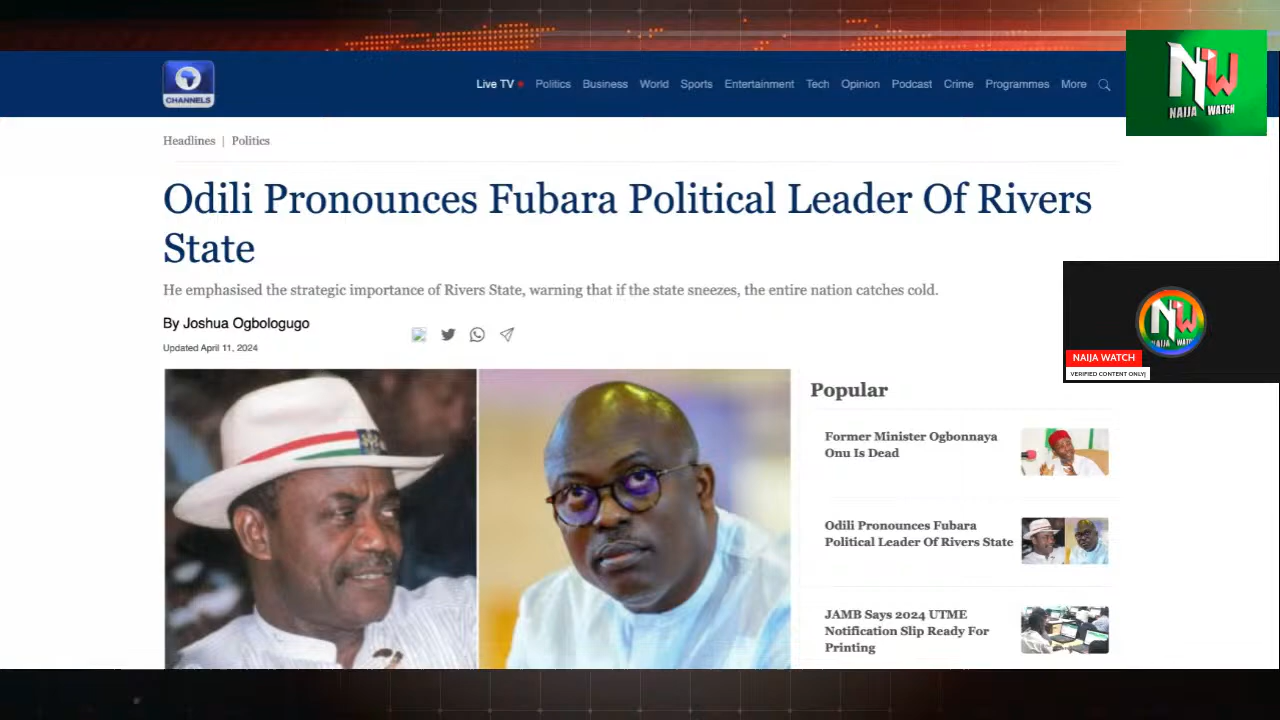 CHANNELS
Live TV
Politics
Business
World
Sports
Entertainment
Tech
Opinion
Podcast
Crime
Programmes
More
NW
NAIJA WATCH
Headlines | Politics
Odili Pronounces Fubara Political Leader Of Rivers
State
He emphasised the strategic importance of Rivers State, warning that if the state sneezes, the entire nation catches cold.
By Joshua Ogbologugo
Updated April 11, 2024
NW
NAIJA WATCH
NAIJA WATCH
VERIFIED CONTENT ONLY|
Popular
Former Minister Ogbonnaya
Onu Is Dead
Odili Pronounces Fubara
Political Leader Of Rivers State
JAMB Says 2024 UTME
Notification Slip Ready For
Printing